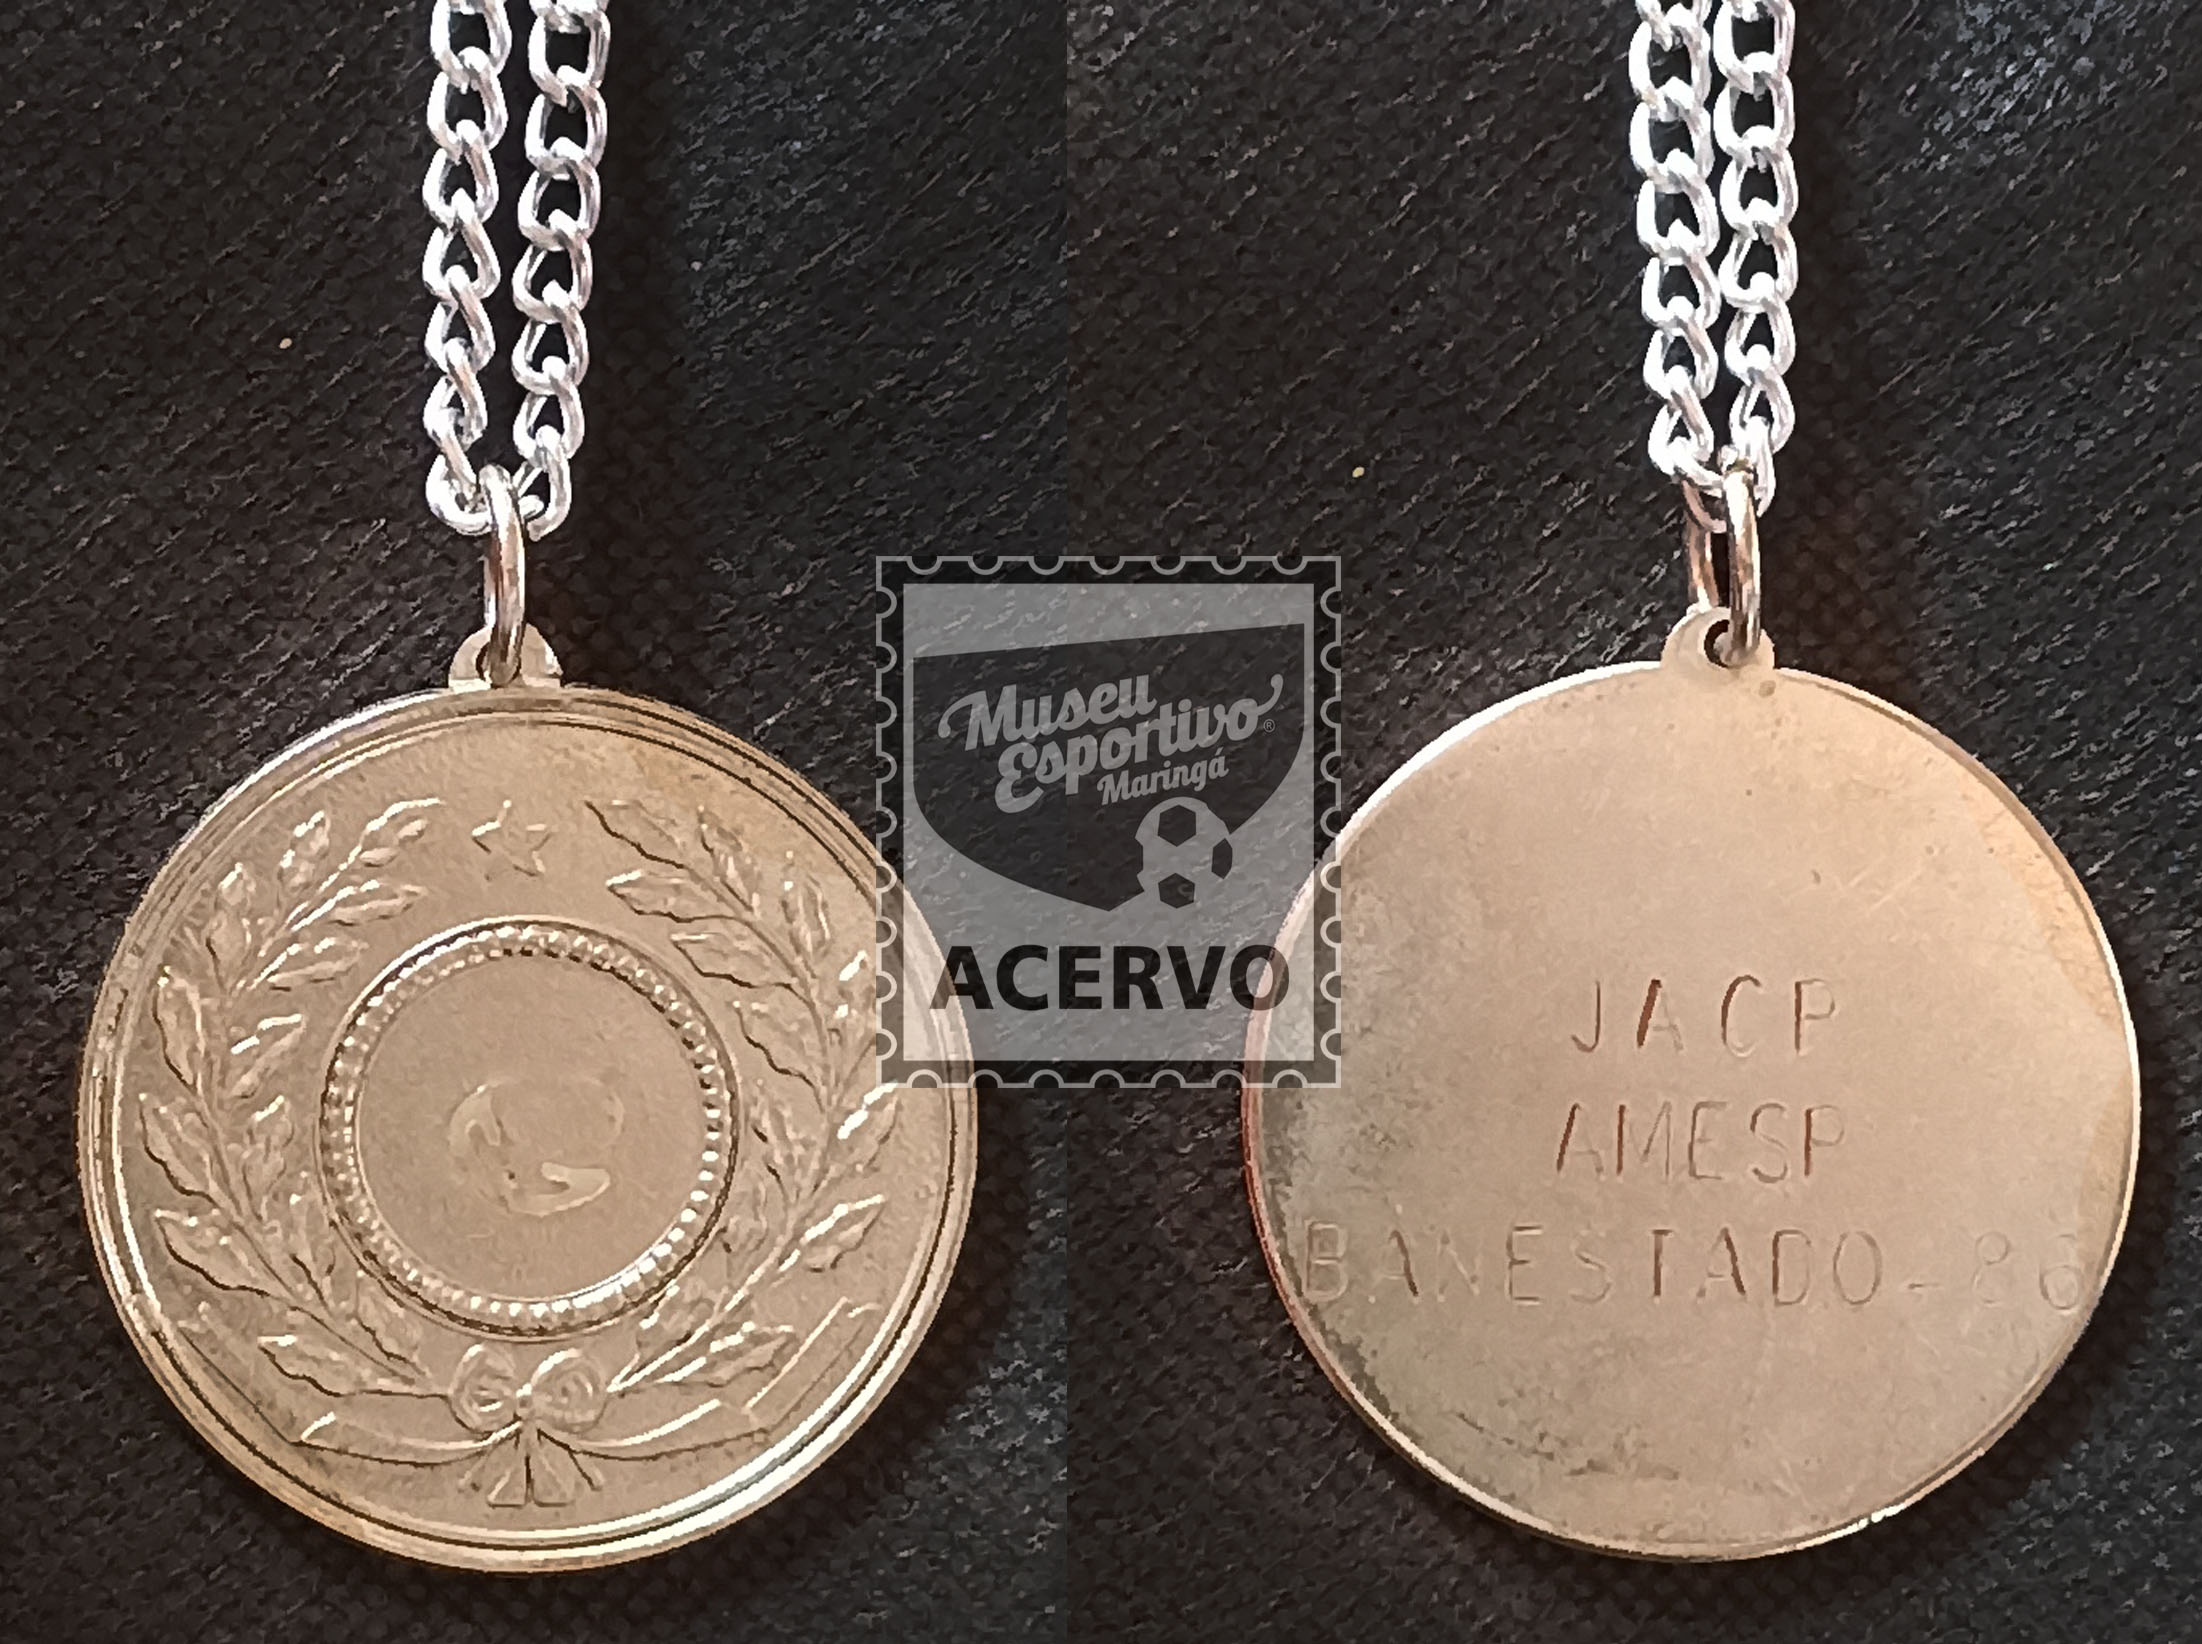 Museu
Esportivo®
Maringá
ACERVO
JACP
AMESP
BANESTADO-86